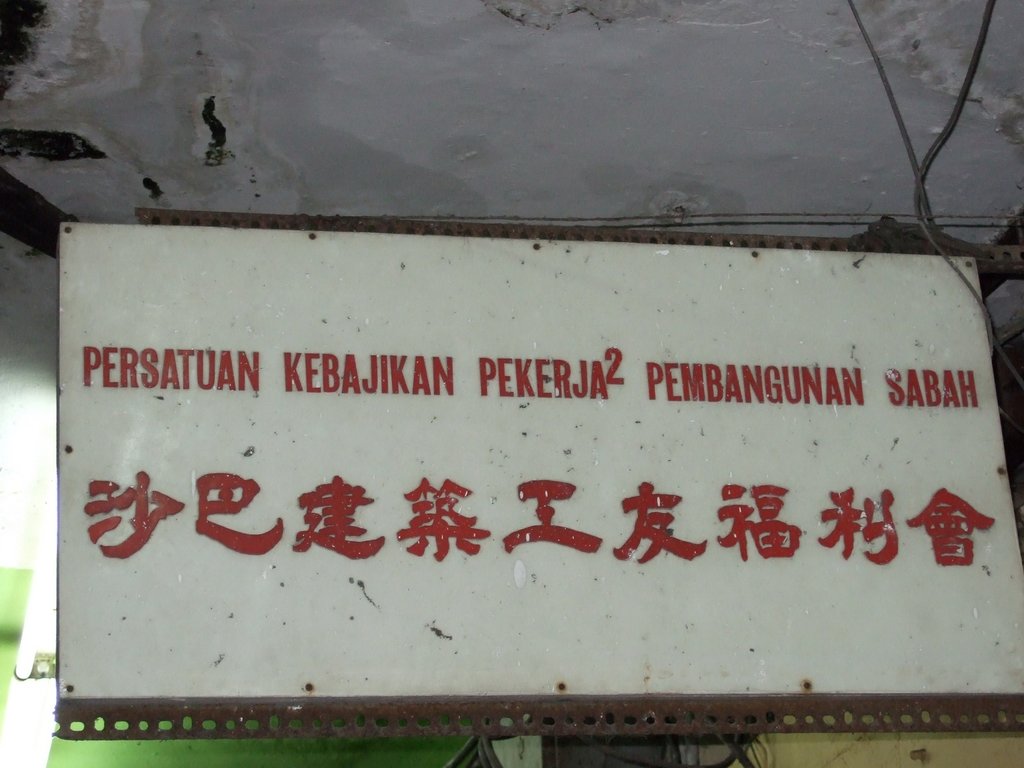 PERSATUAN KEBAJIKAN PEKERJA² PEMBANGUNAN SABAH
沙巴建築工友福利會